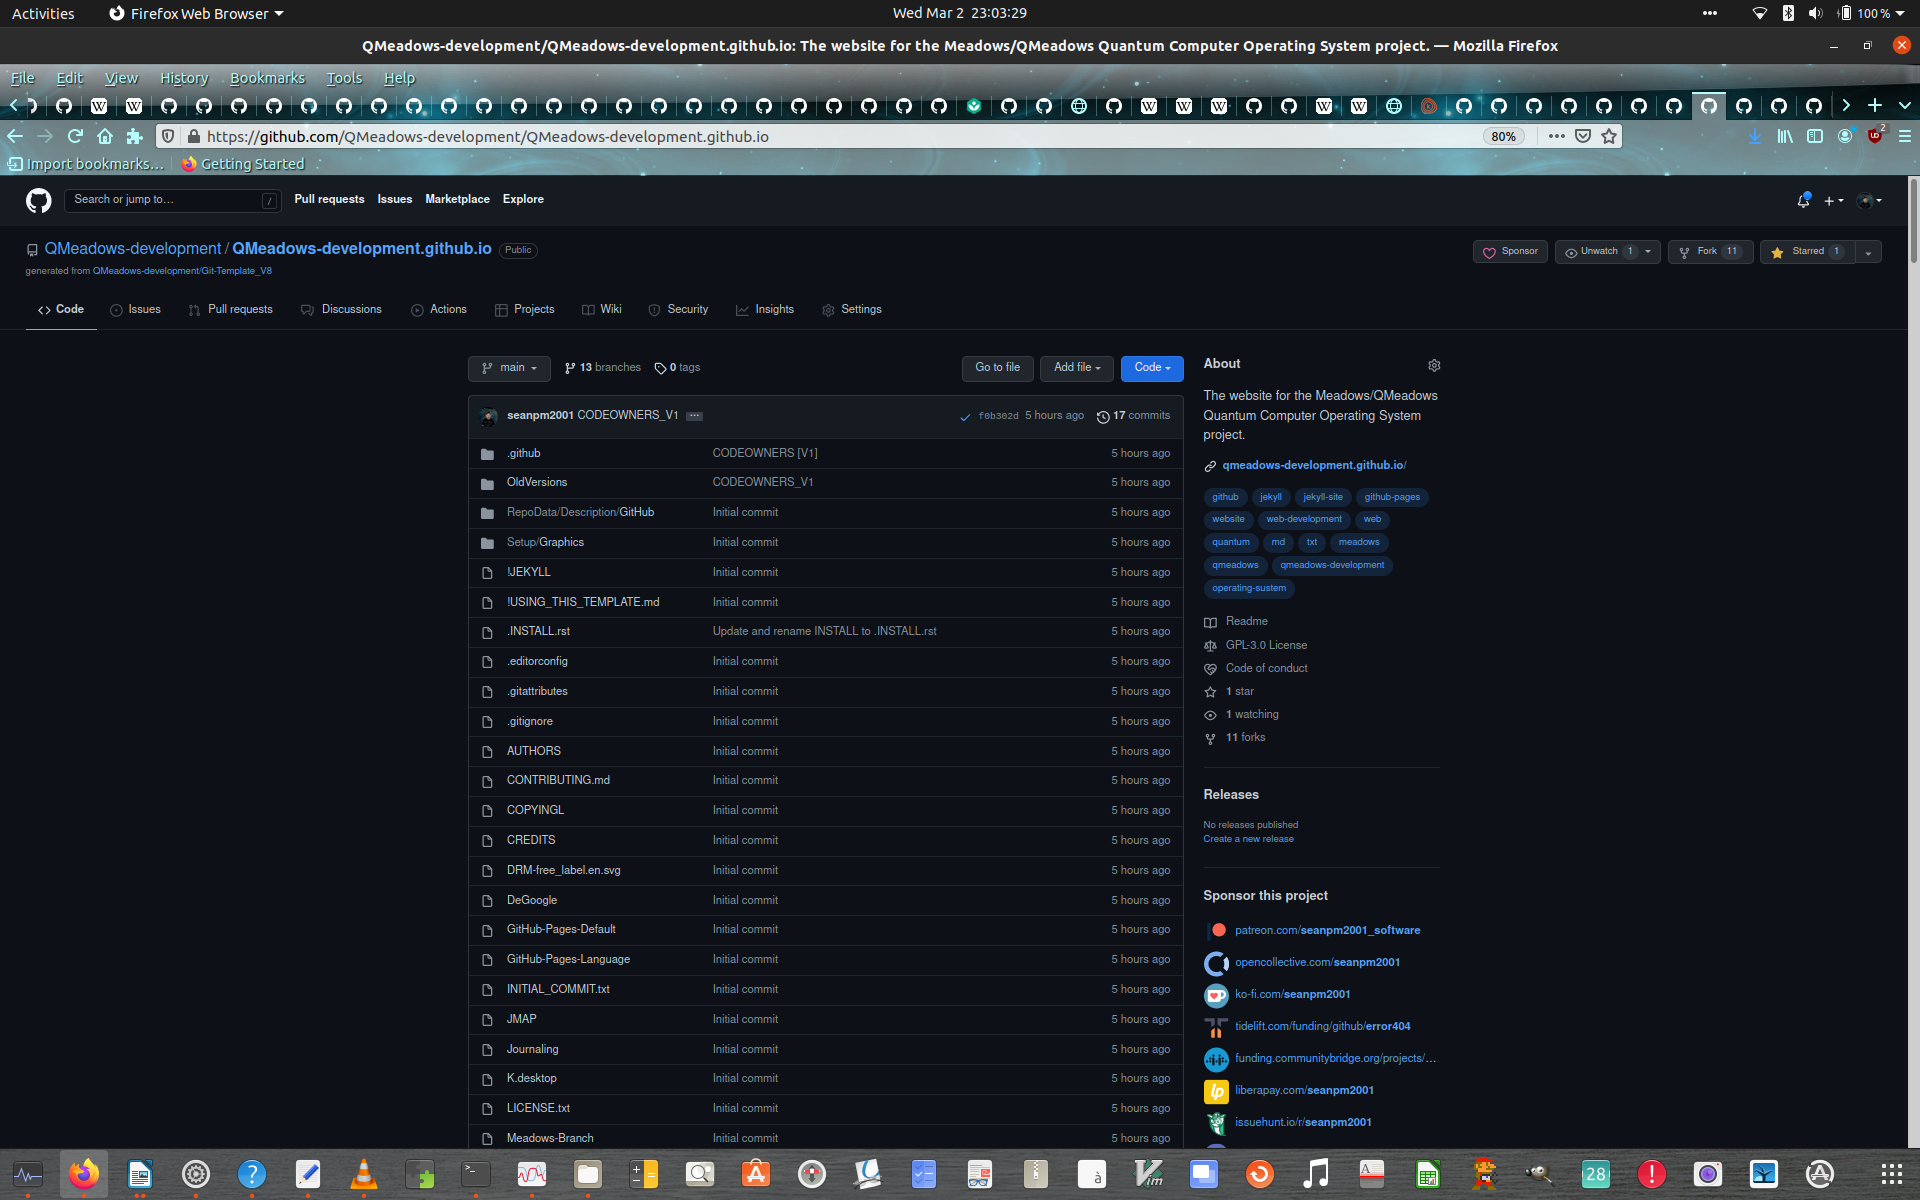 Activities
Firefox Web Browser
Wed Mar 2 23:03:29
100 %
QMeadows-development/QMeadows-development.github.io: The website for the Meadows/QMeadows Quantum Computer Operating System project. — Mozilla Firefox
File Edit View History Bookmarks Tools Help
https://github.com/QMeadows-development/QMeadows-development.github.io
80%
2
Import bookmarks...
Getting Started
Search or jump to...
/
Pull requests
Issues
Marketplace
Explore
QMeadows-development / QMeadows-development.github.io
Public
generated from QMeadows-development/Git-Template_V8
Sponsor
Unwatch 1
Fork 11
Starred 1
Code
Issues
Pull requests
Discussions
Actions
Projects
Wiki
Security
Insights
Settings
main
13 branches
0 tags
Go to file
Add file
Code
seanpm2001 CODEOWNERS_V1
f0b302d 5 hours ago
17 commits
.github CODEOWNERS [V1] 5 hours ago
OldVersions CODEOWNERS_V1 5 hours ago
RepoData/Description/GitHub Initial commit 5 hours ago
Setup/Graphics Initial commit 5 hours ago
!JEKYLL Initial commit 5 hours ago
!USING_THIS_TEMPLATE.md Initial commit 5 hours ago
.INSTALL.rst Update and rename INSTALL to .INSTALL.rst 5 hours ago
.editorconfig Initial commit 5 hours ago
.gitattributes Initial commit 5 hours ago
.gitignore Initial commit 5 hours ago
AUTHORS Initial commit 5 hours ago
CONTRIBUTING.md Initial commit 5 hours ago
COPYINGL Initial commit 5 hours ago
CREDITS Initial commit 5 hours ago
DRM-free_label.en.svg Initial commit 5 hours ago
DeGoogle Initial commit 5 hours ago
GitHub-Pages-Default Initial commit 5 hours ago
GitHub-Pages-Language Initial commit 5 hours ago
INITIAL_COMMIT.txt Initial commit 5 hours ago
JMAP Initial commit 5 hours ago
Journaling Initial commit 5 hours ago
K.desktop Initial commit 5 hours ago
LICENSE.txt Initial commit 5 hours ago
Meadows-Branch Initial commit 5 hours ago
About
The website for the Meadows/QMeadows
Quantum Computer Operating System
project.
qmeadows-development.github.io/
github jekyll jekyll-site github-pages
website web-development web
quantum md txt meadows
qmeadows qmeadows-development
operating-sustem
Readme
GPL-3.0 License
Code of conduct
1 star
1 watching
11 forks
Releases
No releases published
Create a new release
Sponsor this project
patreon.com/seanpm2001_software
opencollective.com/seanpm2001
ko-fi.com/seanpm2001
tidelift.com/funding/github/error404
funding.communitybridge.org/projects/...
liberapay.com/seanpm2001
issuehunt.io/r/seanpm2001
28